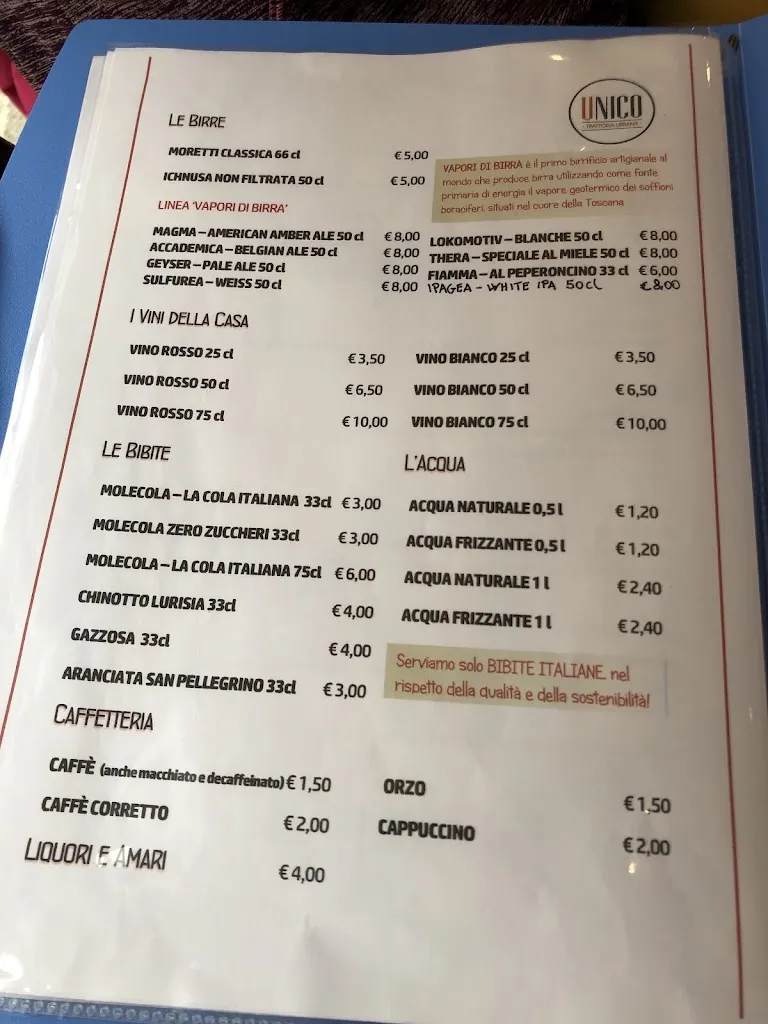 UNICO
TRATTORIA URBANA
LE BIRRE
MORETTI CLASSICA 66 cl €5,00
ICHNUSA NON FILTRATA 50 cl €5,00
VAPORI DI BIRRA è il primo birrificio artigianale al
mondo che produce birra utilizzando come fonte
primaria di energia il vapore geotermico dei soffioni
boraciferi, situati nel cuore della Toscana
LINEA 'VAPORI DI BIRRA'
MAGMA – AMERICAN AMBER ALE 50 cl €8,00
ACCADEMICA – BELGIAN ALE 50 cl €8,00
GEYSER – PALE ALE 50 cl €8,00
SULFUREA – WEISS 50 cl €8,00
LOKOMOTIV – BLANCHE 50 cl €8,00
THERA – SPECIALE AL MIELE 50 cl €8,00
FIAMMA – AL PEPERONCINO 33 cl €6,00
IPAGEA - WHITE IPA 50CL €8,00
I VINI DELLA CASA
VINO ROSSO 25 cl €3,50
VINO ROSSO 50 cl €6,50
VINO ROSSO 75 cl €10,00
VINO BIANCO 25 cl €3,50
VINO BIANCO 50 cl €6,50
VINO BIANCO 75 cl €10,00
LE BIBITE
MOLECOLA – LA COLA ITALIANA 33cl €3,00
MOLECOLA ZERO ZUCCHERI 33cl €3,00
MOLECOLA – LA COLA ITALIANA 75cl €6,00
CHINOTTO LURISIA 33cl €4,00
GAZZOSA 33cl €4,00
ARANCIATA SAN PELLEGRINO 33cl €3,00
L'ACQUA
ACQUA NATURALE 0,5 l €1,20
ACQUA FRIZZANTE 0,5 l €1,20
ACQUA NATURALE 1 l €2,40
ACQUA FRIZZANTE 1 l €2,40
Serviamo solo BIBITE ITALIANE, nel
rispetto della qualità e della sostenibilità!
CAFFETTERIA
CAFFÈ (anche macchiato e decaffeinato) €1,50
CAFFÈ CORRETTO €2,00
ORZO €1,50
CAPPUCCINO €2,00
LIQUORI E AMARI €4,00